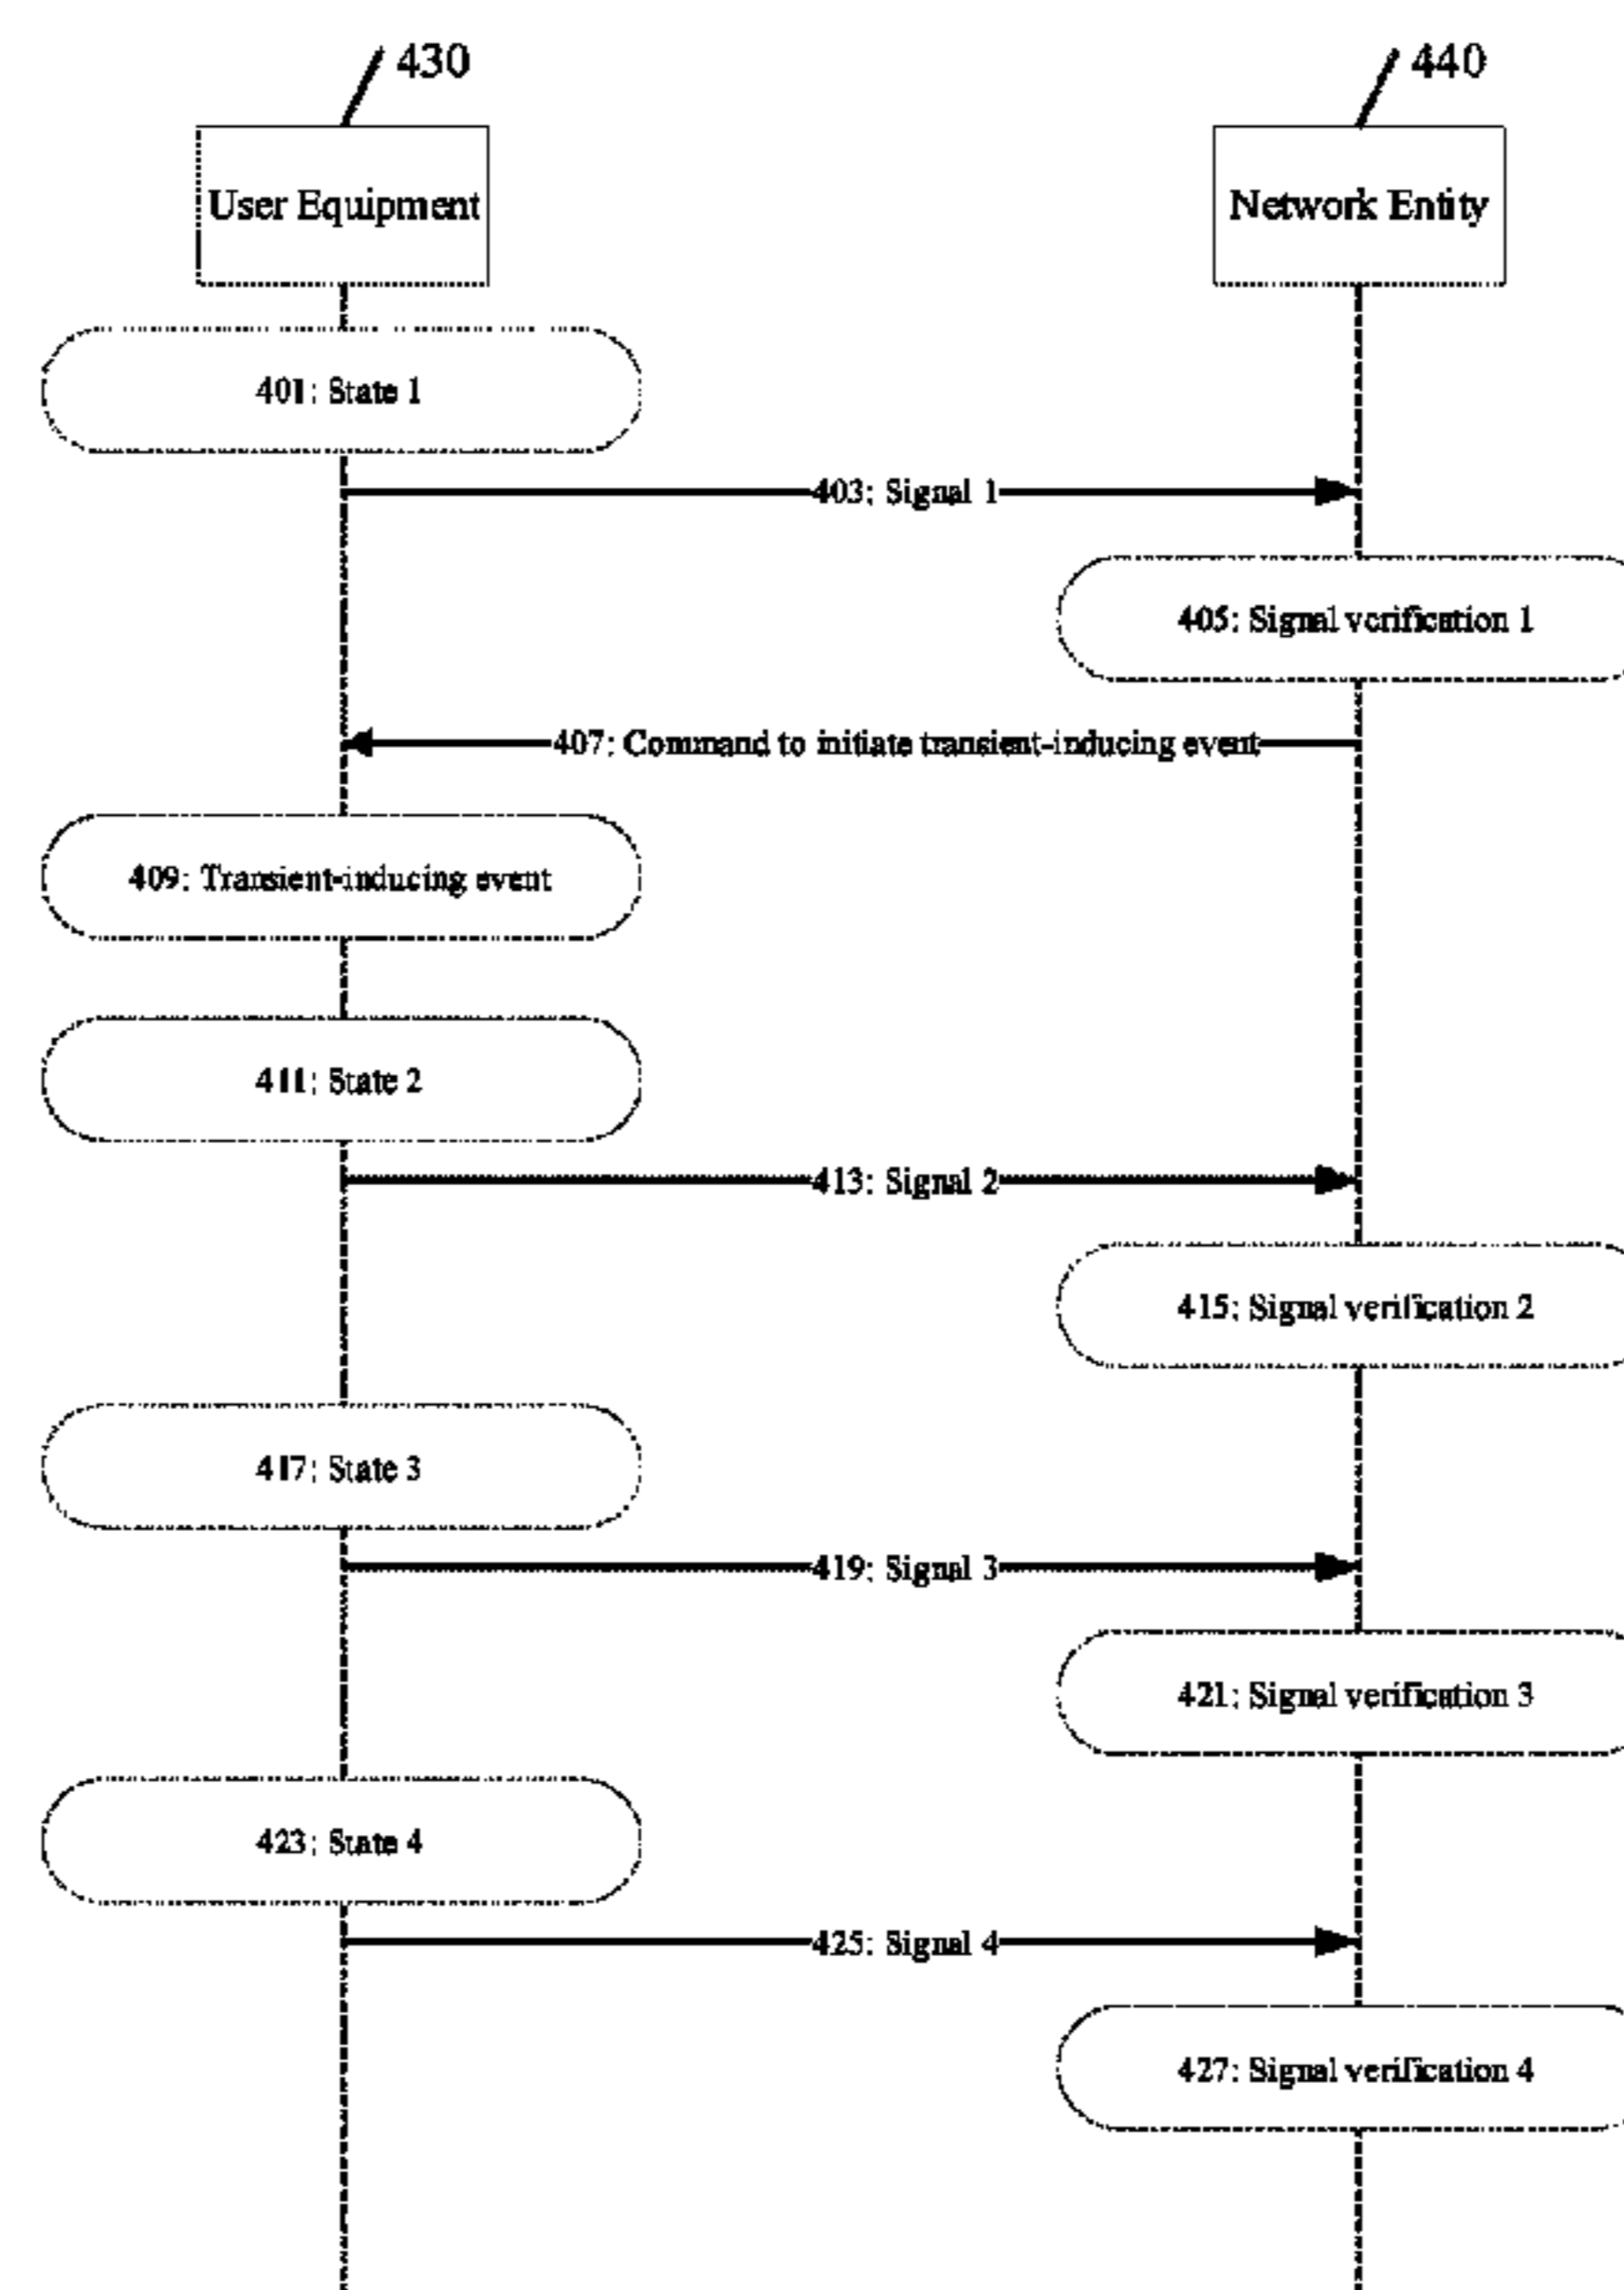 430
440
User Equipment
Network Entity
401: State 1
403: Signal 1
405: Signal verification 1
407: Command to initiate transient-inducing event
409: Transient-inducing event
411: State 2
413: Signal 2
415: Signal verification 2
417: State 3
419: Signal 3
421: Signal verification 3
423: State 4
425: Signal 4
427: Signal verification 4